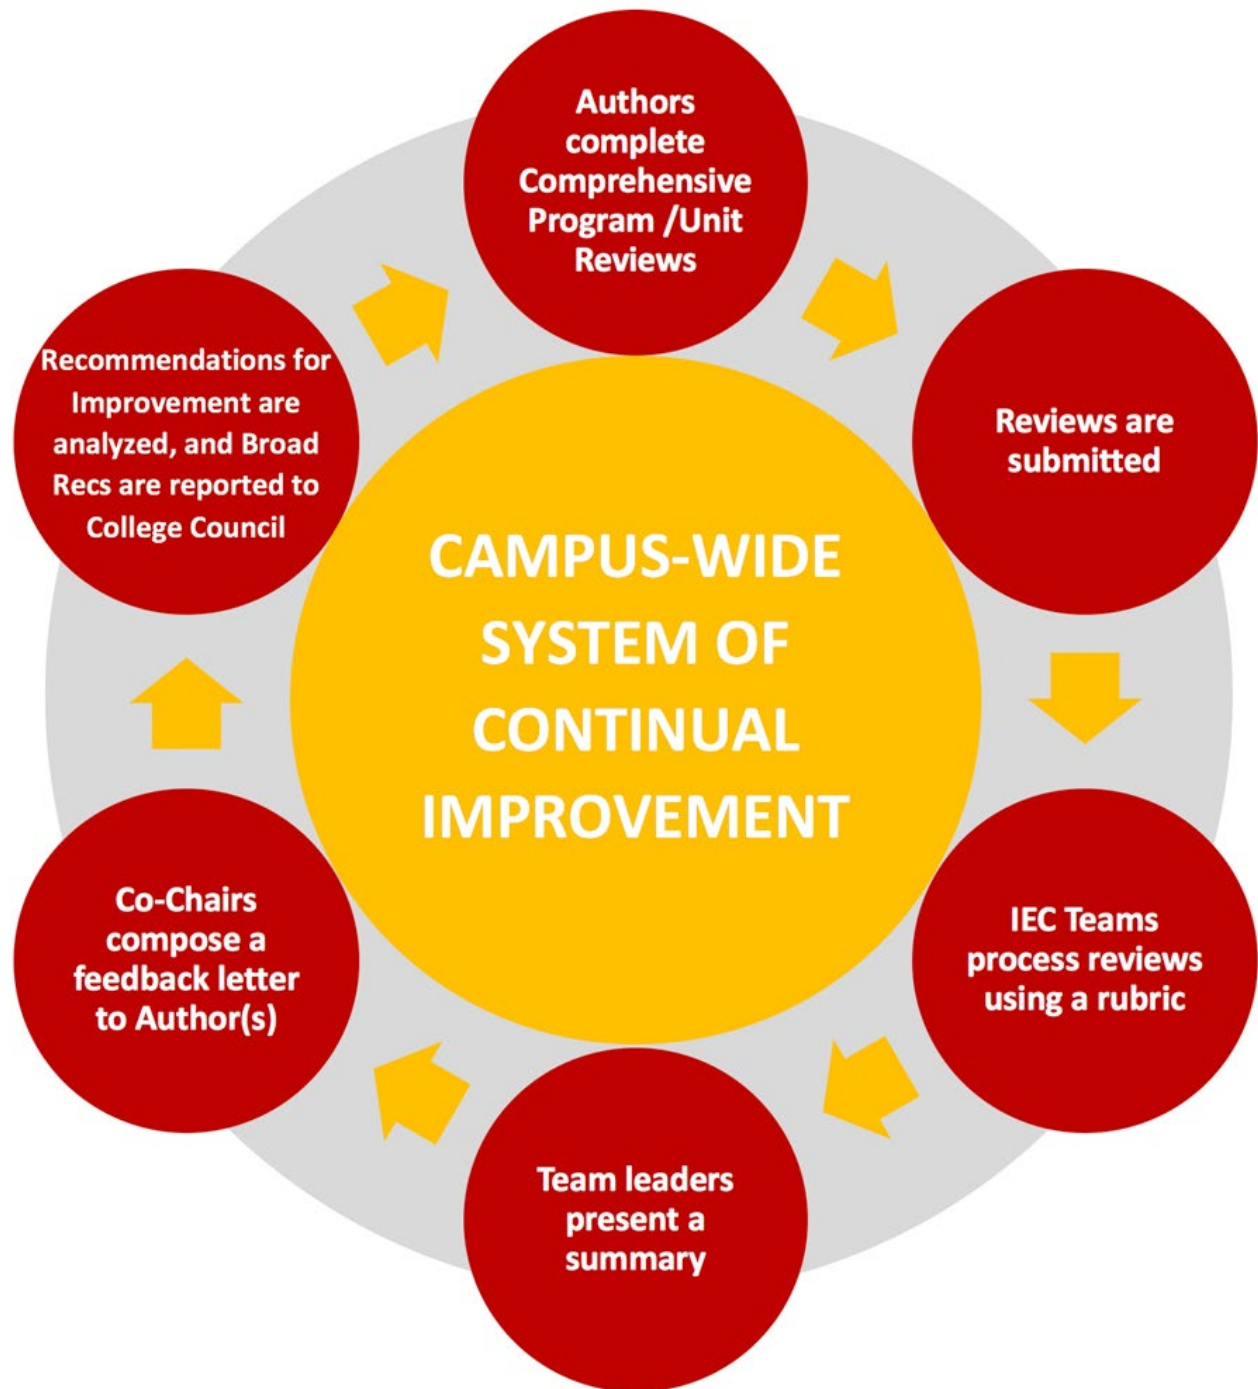 Authors
complete
Comprehensive
Program /Unit
Reviews
Reviews are
submitted
IEC Teams
process reviews
using a rubric
Team leaders
present a
summary
Co-Chairs
compose a
feedback letter
to Author(s)
Recommendations for
Improvement are
analyzed, and Broad
Recs are reported to
College Council
CAMPUS-WIDE
SYSTEM OF
CONTINUAL
IMPROVEMENT